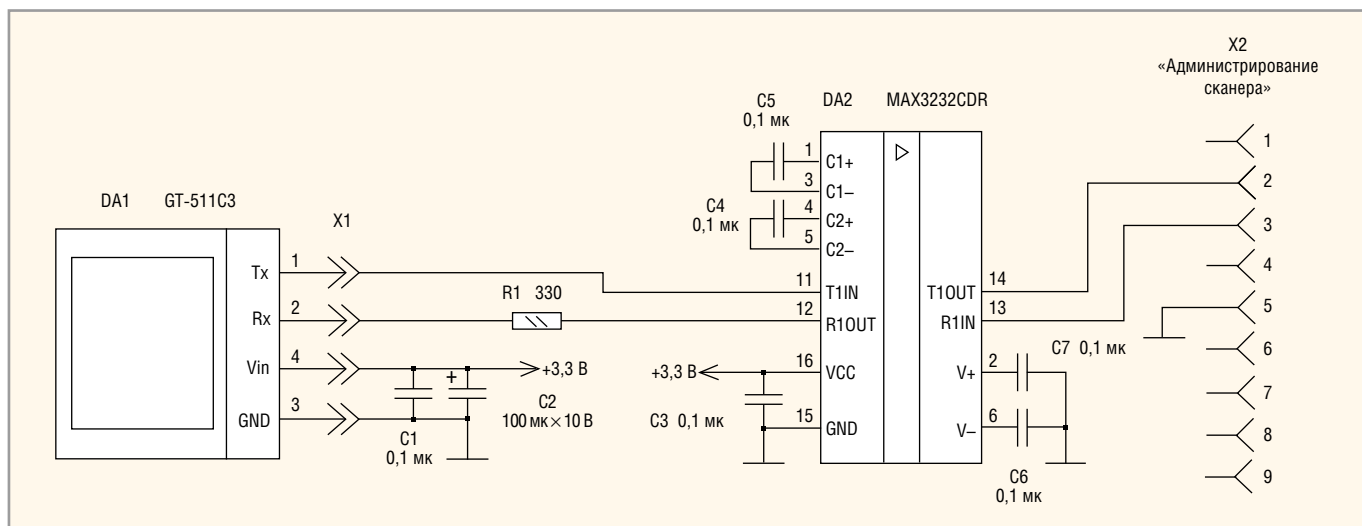 X2
«Администрирование
сканера»
C5
0,1 мк
DA2 MAX3232CDR
1
C1+
3
C1–
C4
0,1 мк
4
C2+
5
C2–
1
2
3
4
5
6
7
8
9
DA1 GT-511C3
X1
Tx
1
Rx
2
Vin
4
GND
3
R1 330
11
T1IN
12
R1OUT
T1OUT
14
R1IN
13
+
+3,3 В
C2
100 мк × 10 В
C1
0,1 мк
+3,3 В
C3 0,1 мк
16
VCC
15
GND
V+
2
C7 0,1 мк
V–
6
C6
0,1 мк